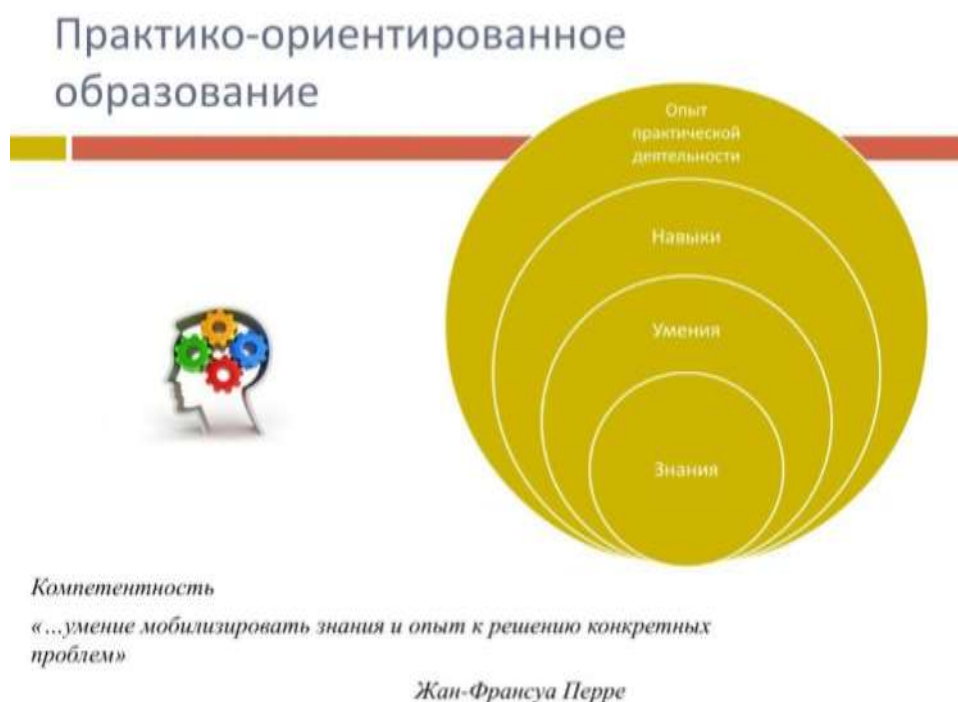 Практико-ориентированное
образование
Опыт
практической
деятельности
Навыки
Умения
Знания
Компетентность
«...умение мобилизировать знания и опыт к решению конкретных
проблем»
Жан-Франсуа Перре